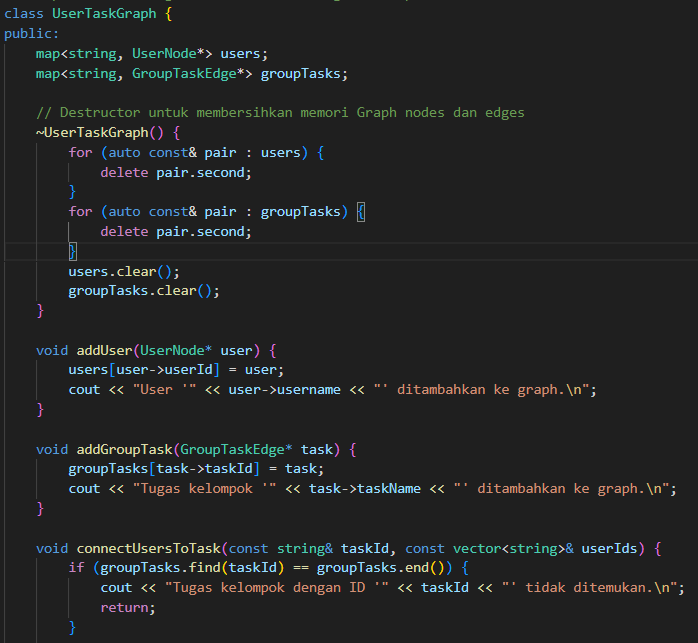 class UserTaskGraph {
public:
    map<string, UserNode*> users;
    map<string, GroupTaskEdge*> groupTasks;

    // Destructor untuk membersihkan memori Graph nodes dan edges
    ~UserTaskGraph() {
        for (auto const& pair : users) {
            delete pair.second;
        }
        for (auto const& pair : groupTasks) {
            delete pair.second;
        }
        users.clear();
        groupTasks.clear();
    }

    void addUser(UserNode* user) {
        users[user->userId] = user;
        cout << "User '" << user->username << "' ditambahkan ke graph.\n";
    }

    void addGroupTask(GroupTaskEdge* task) {
        groupTasks[task->taskId] = task;
        cout << "Tugas kelompok '" << task->taskName << "' ditambahkan ke graph.\n";
    }

    void connectUsersToTask(const string& taskId, const vector<string>& userIds) {
        if (groupTasks.find(taskId) == groupTasks.end()) {
            cout << "Tugas kelompok dengan ID '" << taskId << "' tidak ditemukan.\n";
            return;
        }